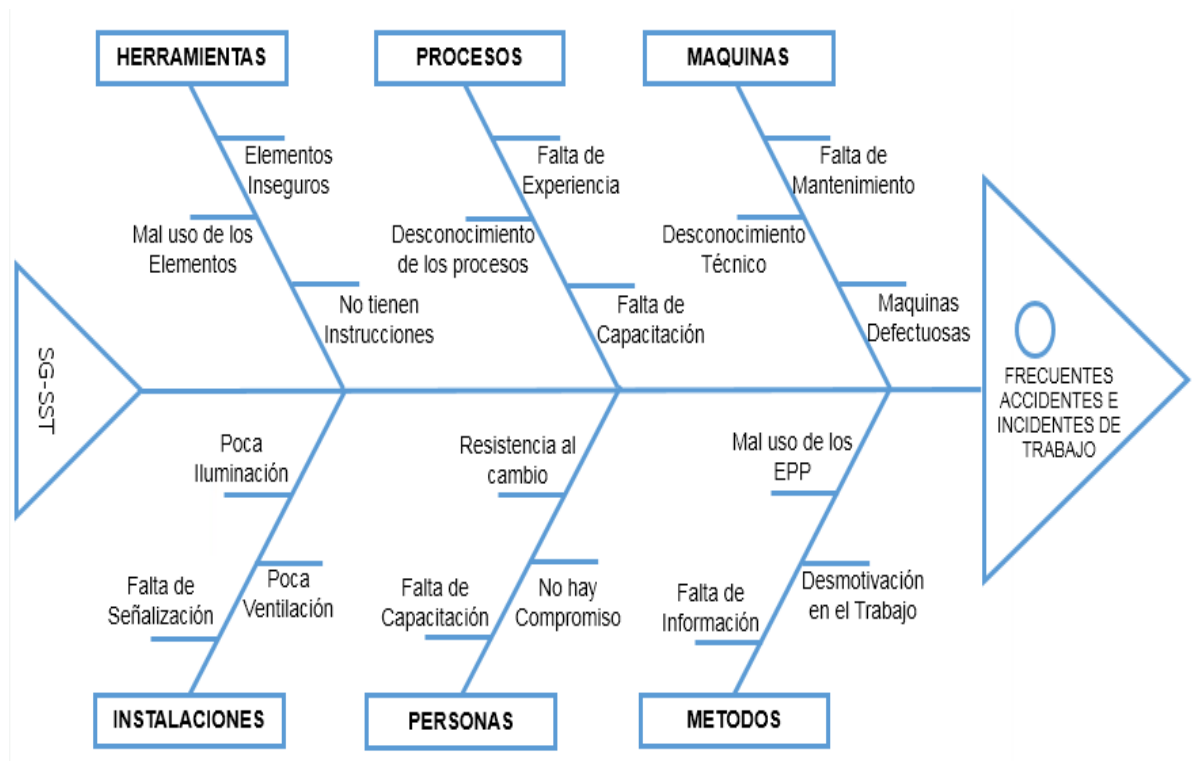 HERRAMIENTAS
PROCESOS
MAQUINAS
Elementos
Inseguros
Mal uso de los
Elementos
No tienen
Instrucciones
Falta de
Experiencia
Desconocimiento
de los procesos
Falta de
Capacitación
Falta de
Mantenimiento
Desconocimiento
Técnico
Maquinas
Defectuosas
SG-SST
FRECUENTES
ACCIDENTES E
INCIDENTES DE
TRABAJO
Poca
Iluminación
Poca
Ventilación
Falta de
Señalización
Resistencia al
cambio
No hay
Compromiso
Falta de
Capacitación
Mal uso de los
EPP
Desmotivación
en el Trabajo
Falta de
Información
INSTALACIONES
PERSONAS
METODOS